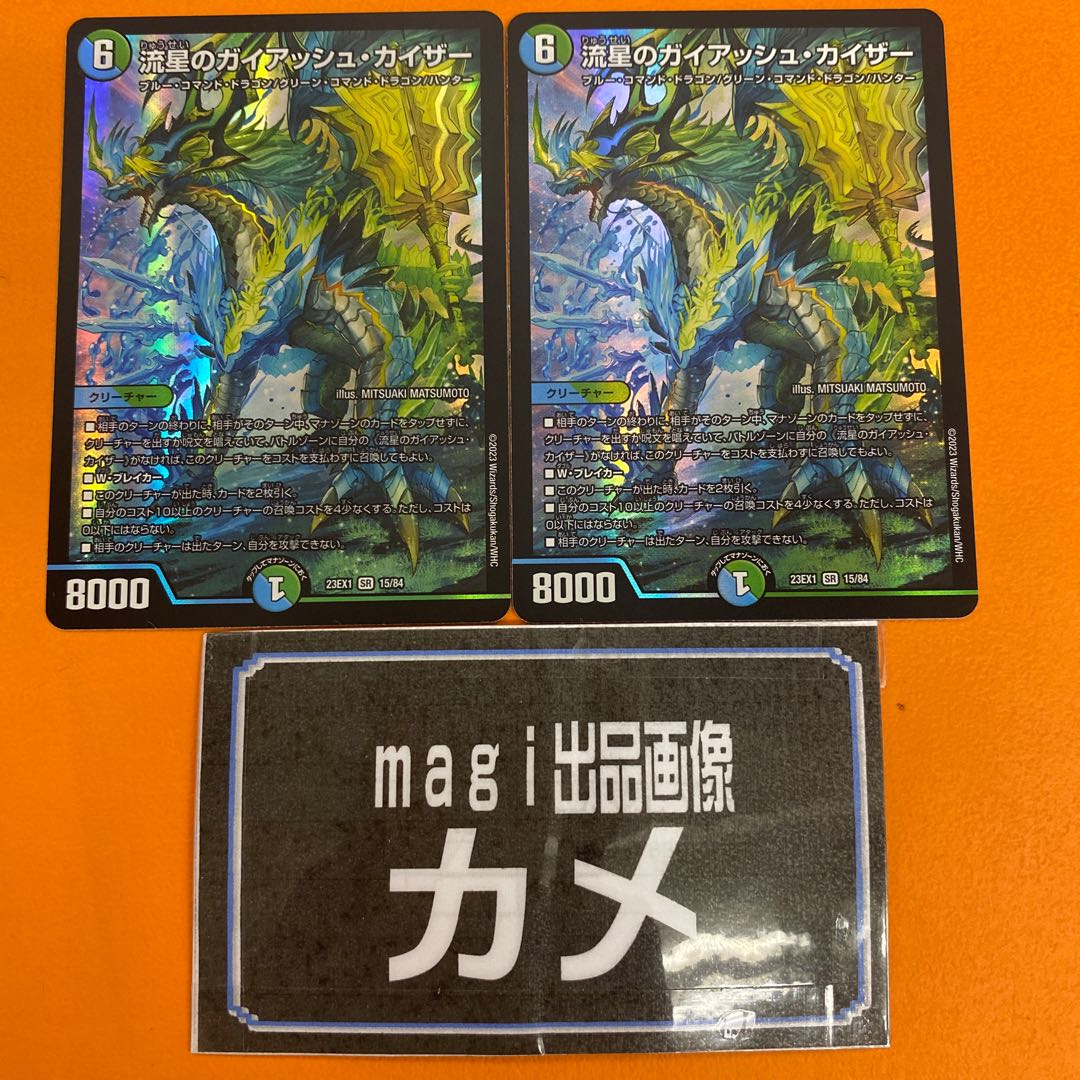 6
りゅうせい
流星のガイアッシュ・カイザー
ブルー・コマンド・ドラゴン/グリーン・コマンド・ドラゴン/ハンター
illus. MITSUAKI MATSUMOTO
クリーチャー
■相手のターンの終わりに、相手がそのターン中、マナゾーンのカードをタップせずに、
クリーチャーを出すか呪文を唱えていて、バトルゾーンに自分の《流星のガイアッシュ・
カイザー》がなければ、このクリーチャーをコストを支払わずに召喚してもよい。
■W・ブレイカー
■このクリーチャーが出た時、カードを2枚引く。
■自分のコスト10以上のクリーチャーの召喚コストを4少なくする。ただし、コストは
0以下にはならない。
■相手のクリーチャーは出たターン、自分を攻撃できない。
©2023 Wizards/Shogakukan/WHC
8000
タップしてマナゾーンにおく
1
23EX1 SR 15/84
6
りゅうせい
流星のガイアッシュ・カイザー
ブルー・コマンド・ドラゴン/グリーン・コマンド・ドラゴン/ハンター
illus. MITSUAKI MATSUMOTO
クリーチャー
■相手のターンの終わりに、相手がそのターン中、マナゾーンのカードをタップせずに、
クリーチャーを出すか呪文を唱えていて、バトルゾーンに自分の《流星のガイアッシュ・
カイザー》がなければ、このクリーチャーをコストを支払わずに召喚してもよい。
■W・ブレイカー
■このクリーチャーが出た時、カードを2枚引く。
■自分のコスト10以上のクリーチャーの召喚コストを4少なくする。ただし、コストは
0以下にはならない。
■相手のクリーチャーは出たターン、自分を攻撃できない。
©2023 Wizards/Shogakukan/WHC
8000
タップしてマナゾーンにおく
1
23EX1 SR 15/84
magi出品画像
カメ